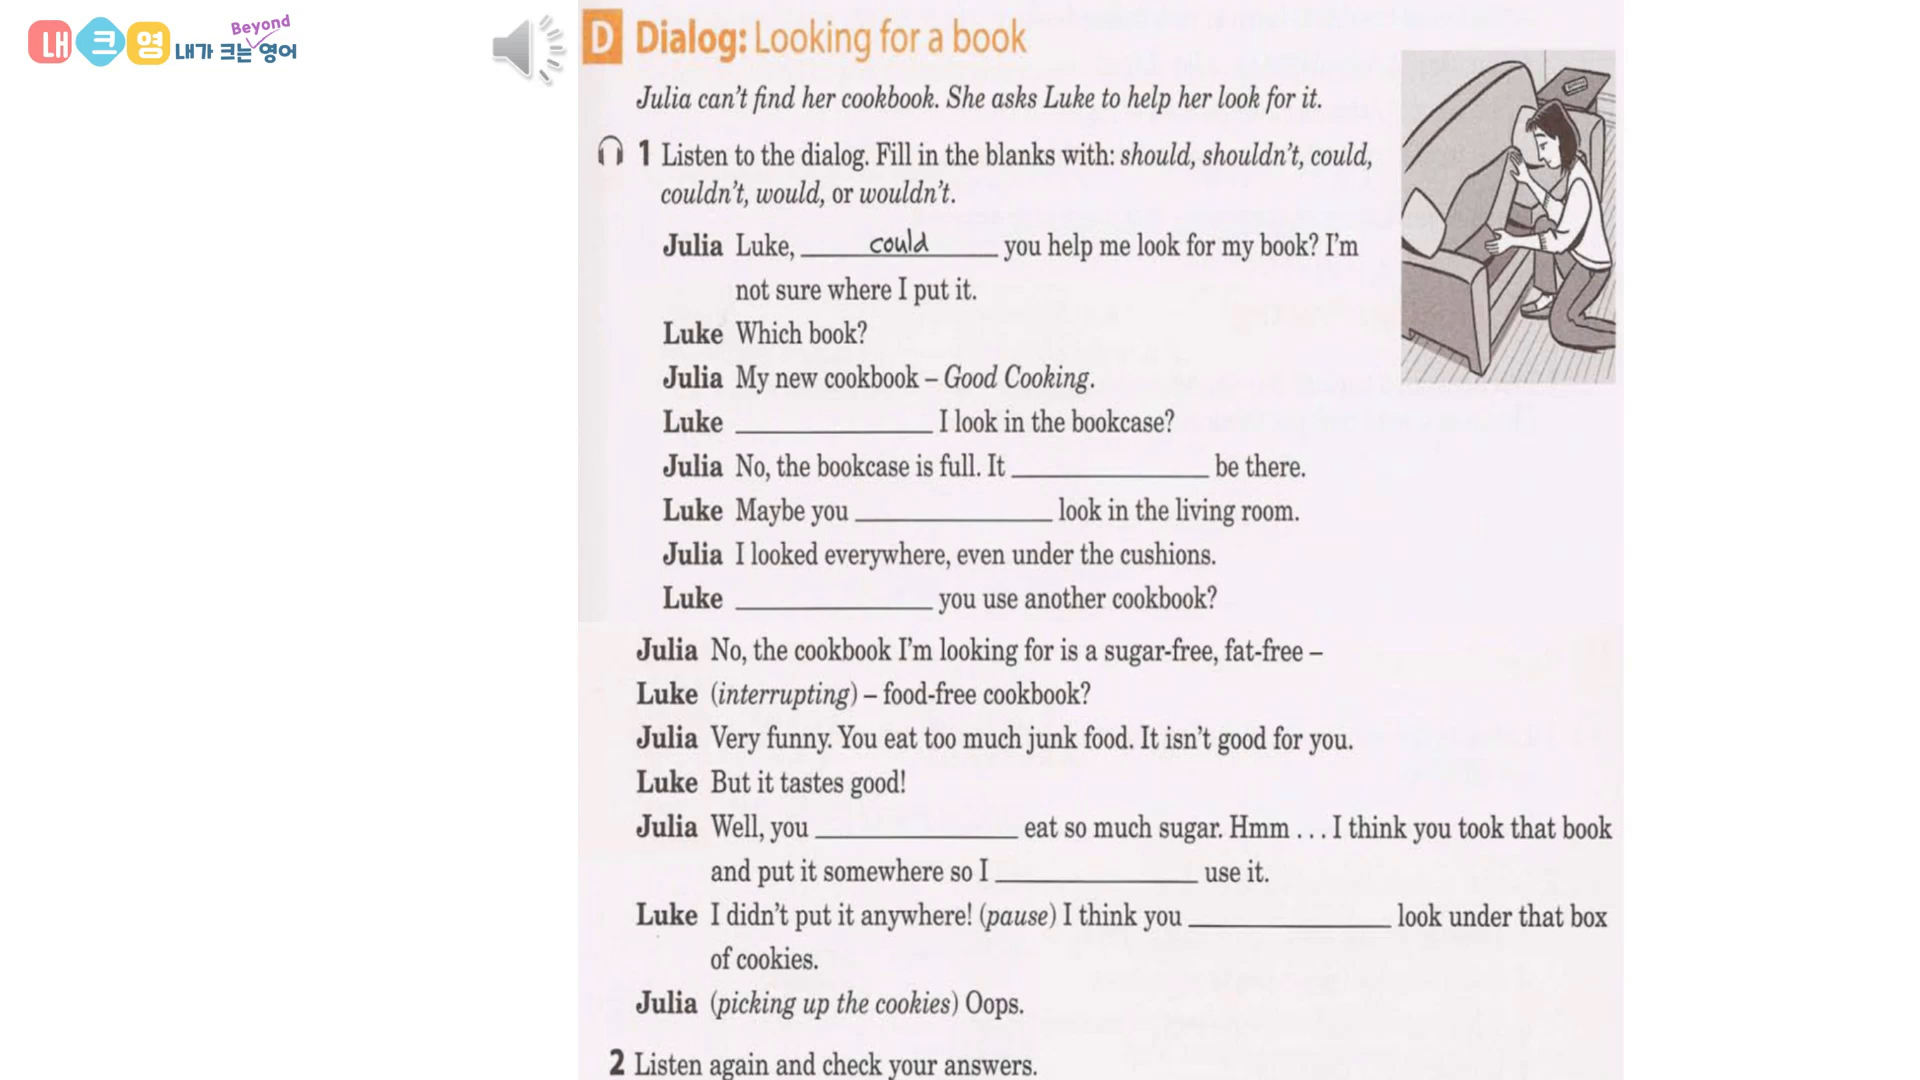 내 크 영 내가 크는 영어
Beyond
D Dialog: Looking for a book
Julia can't find her cookbook. She asks Luke to help her look for it.
1 Listen to the dialog. Fill in the blanks with: should, shouldn't, could,
couldn't, would, or wouldn't.
Julia Luke, could you help me look for my book? I'm
not sure where I put it.
Luke Which book?
Julia My new cookbook – Good Cooking.
Luke ____________ I look in the bookcase?
Julia No, the bookcase is full. It ____________ be there.
Luke Maybe you ____________ look in the living room.
Julia I looked everywhere, even under the cushions.
Luke ____________ you use another cookbook?
Julia No, the cookbook I'm looking for is a sugar-free, fat-free –
Luke (interrupting) – food-free cookbook?
Julia Very funny. You eat too much junk food. It isn't good for you.
Luke But it tastes good!
Julia Well, you ____________ eat so much sugar. Hmm . . . I think you took that book
and put it somewhere so I ____________ use it.
Luke I didn't put it anywhere! (pause) I think you ____________ look under that box
of cookies.
Julia (picking up the cookies) Oops.
2 Listen again and check your answers.